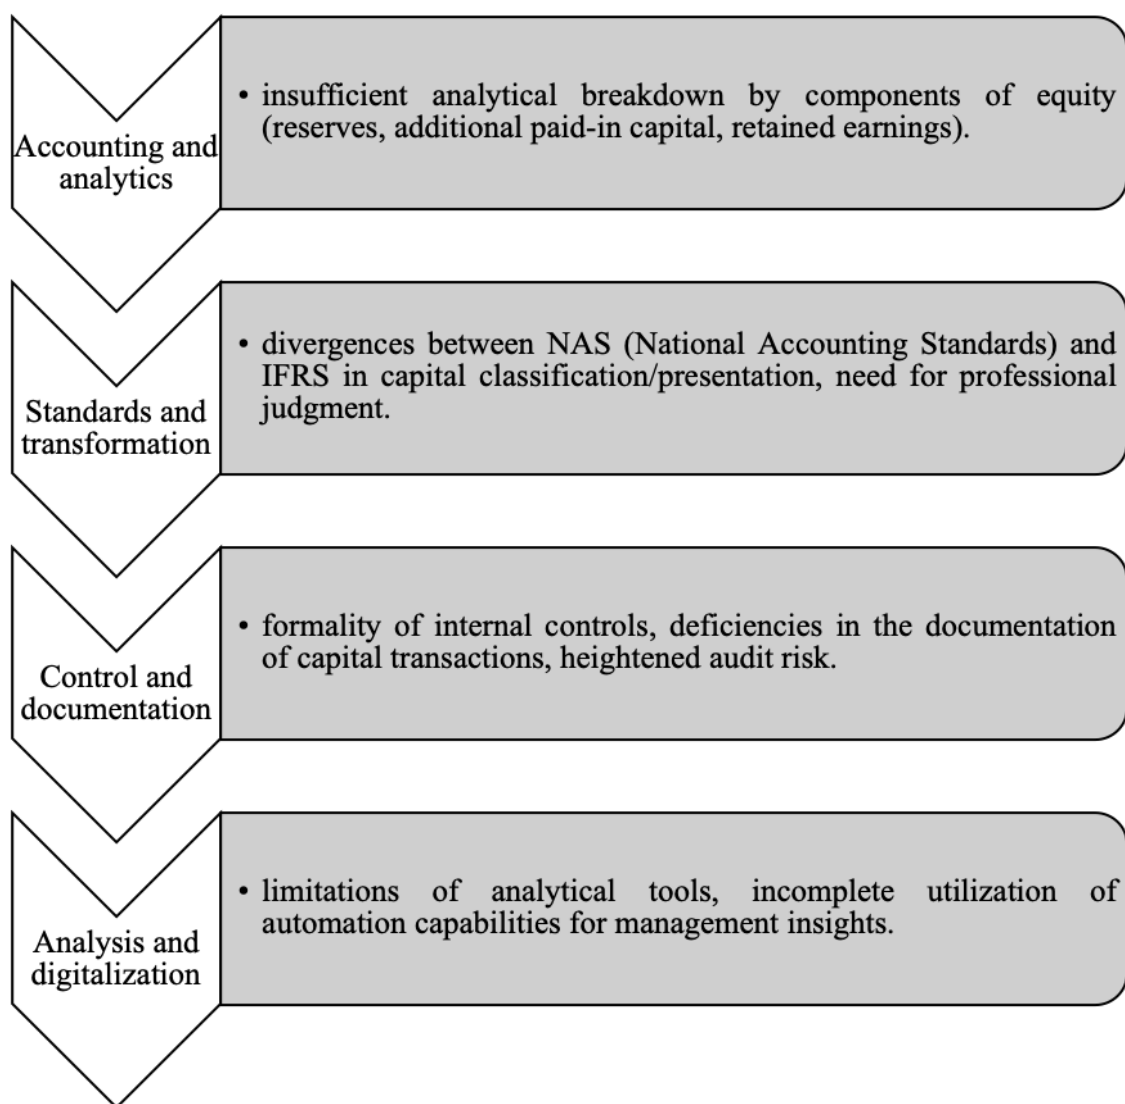 Accounting and
analytics
• insufficient analytical breakdown by components of equity
(reserves, additional paid-in capital, retained earnings).
Standards and
transformation
• divergences between NAS (National Accounting Standards) and
IFRS in capital classification/presentation, need for professional
judgment.
Control and
documentation
• formality of internal controls, deficiencies in the documentation
of capital transactions, heightened audit risk.
Analysis and
digitalization
• limitations of analytical tools, incomplete utilization of
automation capabilities for management insights.